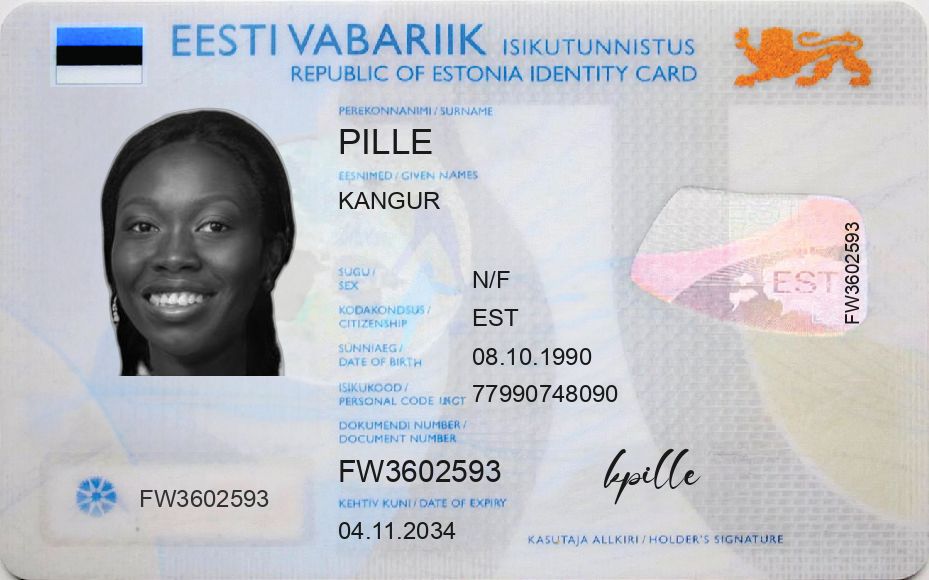 EESTI VABARIIK ISIKUTUNNISTUS
REPUBLIC OF ESTONIA IDENTITY CARD
PEREKONNANIMI / SURNAME
PILLE
EESNIMED / GIVEN NAMES
KANGUR
SUGU /
SEX
N/F
KODAKONDSUS /
CITIZENSHIP
EST
SÜNNIAEG /
DATE OF BIRTH
08.10.1990
ISIKUKOOD /
PERSONAL CODE
77990748090
DOKUMENDI NUMBER /
DOCUMENT NUMBER
FW3602593
KEHTIV KUNI / DATE OF EXPIRY
04.11.2034
FW3602593
EST
FW3602593
kpille
KASUTAJA ALLKIRI / HOLDER'S SIGNATURE